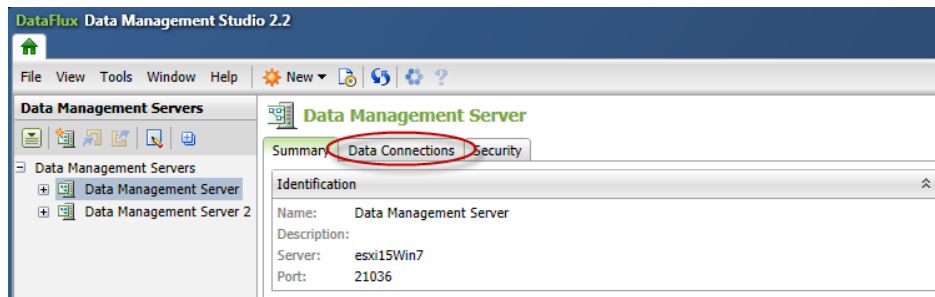 DataFlux Data Management Studio 2.2
File View Tools Window Help New
Data Management Servers
Data Management Servers
Data Management Server
Data Management Server 2
Data Management Server
Summary Data Connections Security
Identification
Name: Data Management Server
Description:
Server: esxi15Win7
Port: 21036